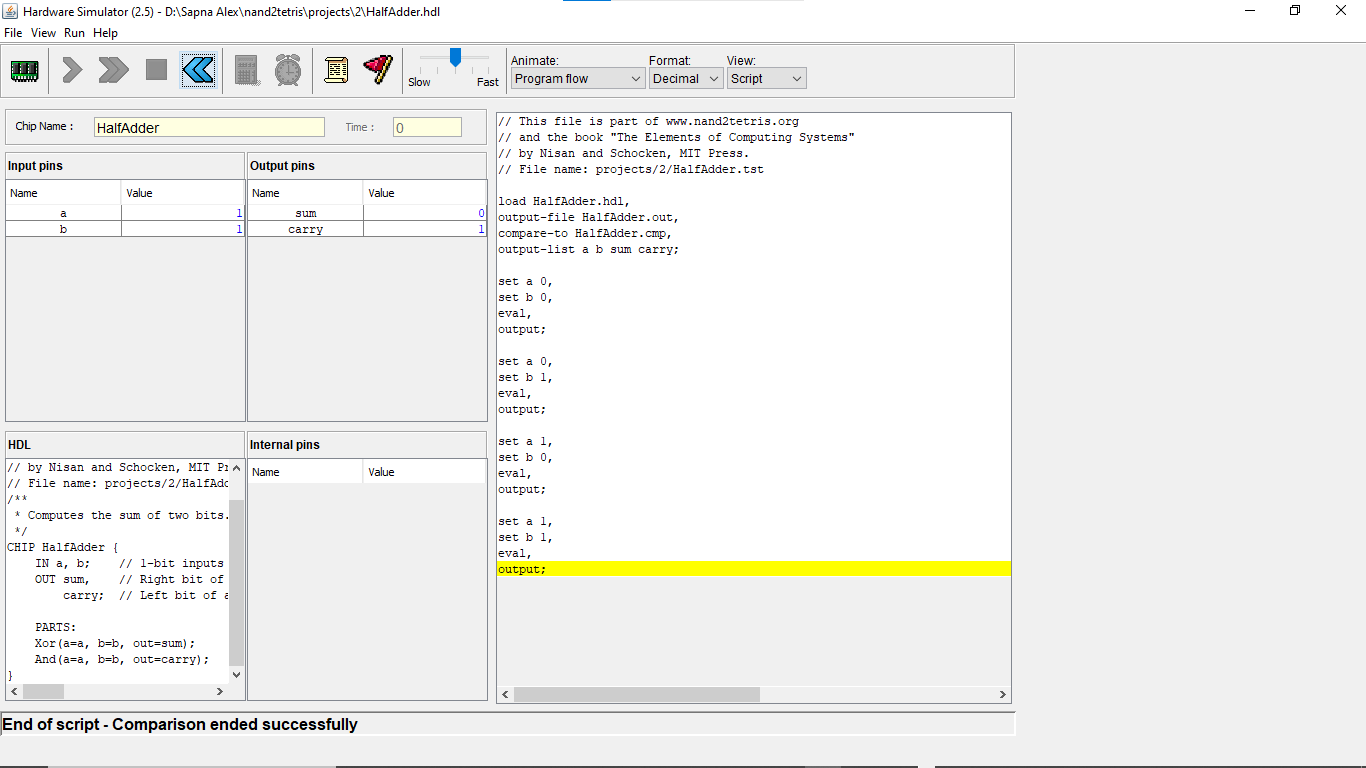 Hardware Simulator (2.5) - D:\Sapna Alex\nand2tetris\projects\2\HalfAdder.hdl
File View Run Help
Slow Fast
Animate: Format: View:
Program flow Decimal Script
Chip Name : HalfAdder Time : 0
Input pins
Name Value
a 1
b 1
Output pins
Name Value
sum 0
carry 1
HDL
// by Nisan and Schocken, MIT
// File name: projects/2/HalfAdd
/**
* Computes the sum of two bits.
*/
CHIP HalfAdder {
IN a, b; // 1-bit inputs
OUT sum, // Right bit of
carry; // Left bit of a
PARTS:
Xor(a=a, b=b, out=sum);
And(a=a, b=b, out=carry);
}
Internal pins
Name Value
// This file is part of www.nand2tetris.org
// and the book "The Elements of Computing Systems"
// by Nisan and Schocken, MIT Press.
// File name: projects/2/HalfAdder.tst
load HalfAdder.hdl,
output-file HalfAdder.out,
compare-to HalfAdder.cmp,
output-list a b sum carry;
set a 0,
set b 0,
eval,
output;
set a 0,
set b 1,
eval,
output;
set a 1,
set b 0,
eval,
output;
set a 1,
set b 1,
eval,
output;
End of script - Comparison ended successfully